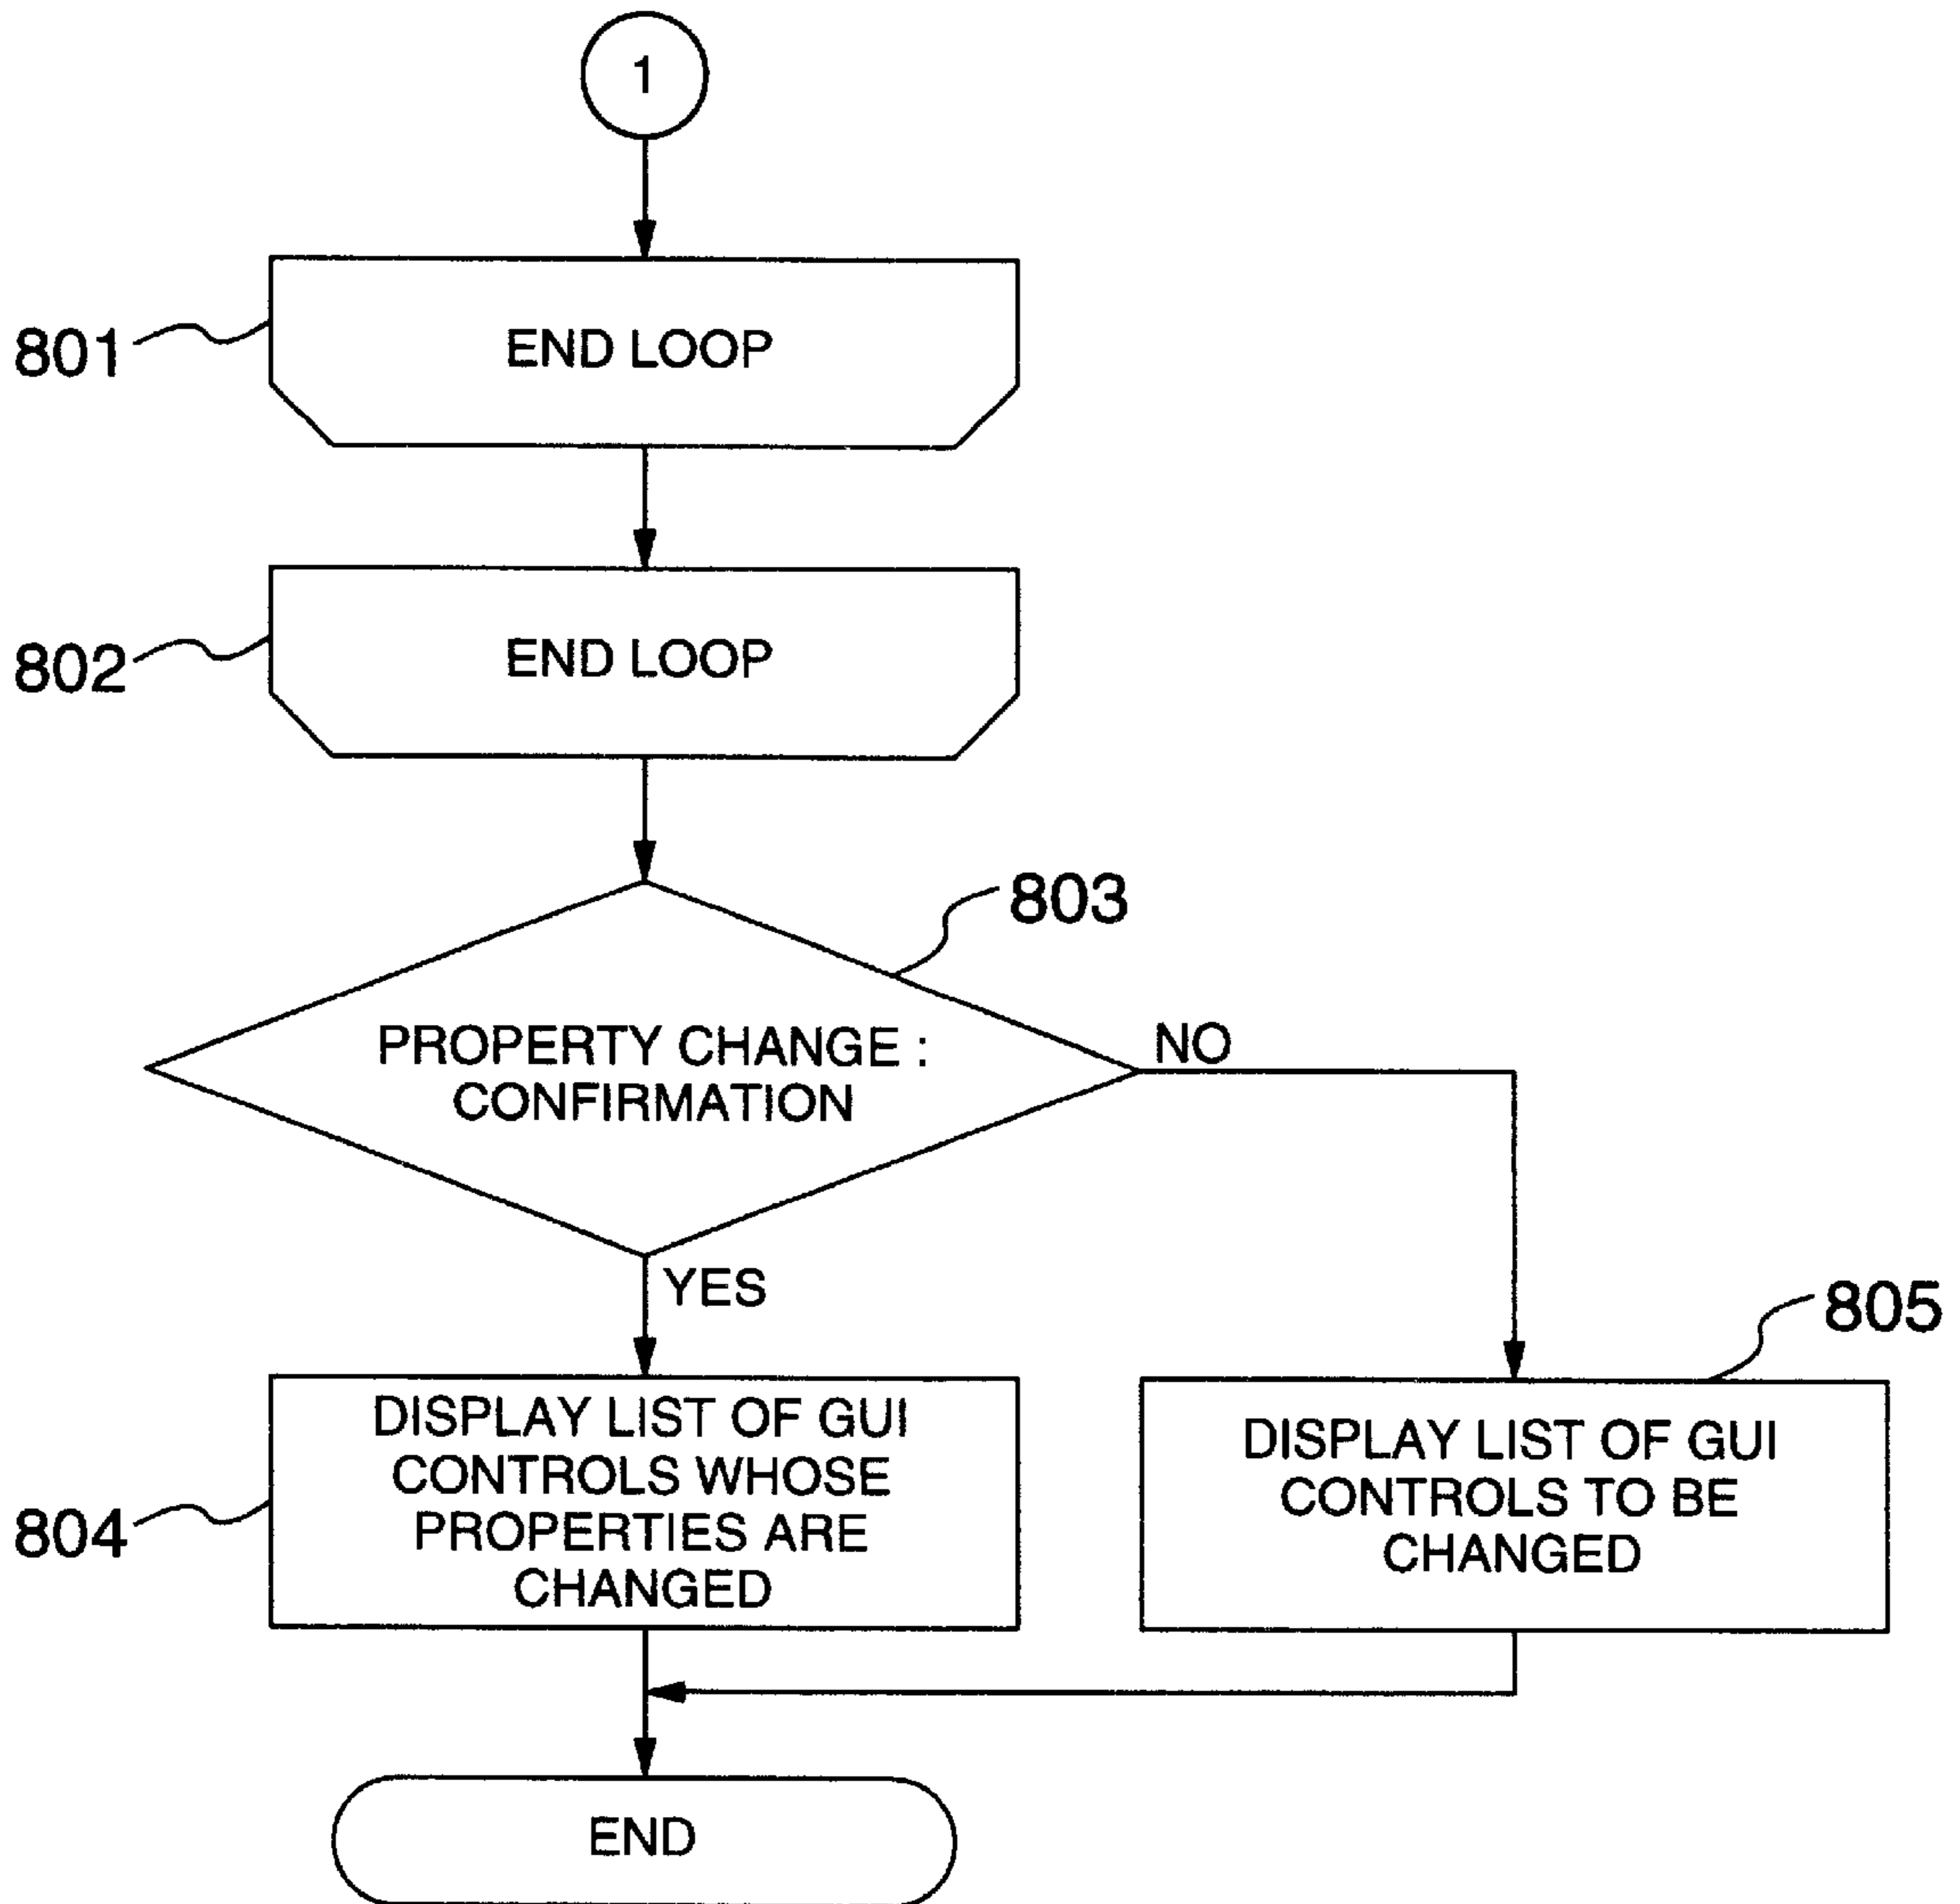 1
801
END LOOP
802
END LOOP
803
PROPERTY CHANGE :
CONFIRMATION
NO
YES
804
DISPLAY LIST OF GUI
CONTROLS WHOSE
PROPERTIES ARE
CHANGED
805
DISPLAY LIST OF GUI
CONTROLS TO BE
CHANGED
END